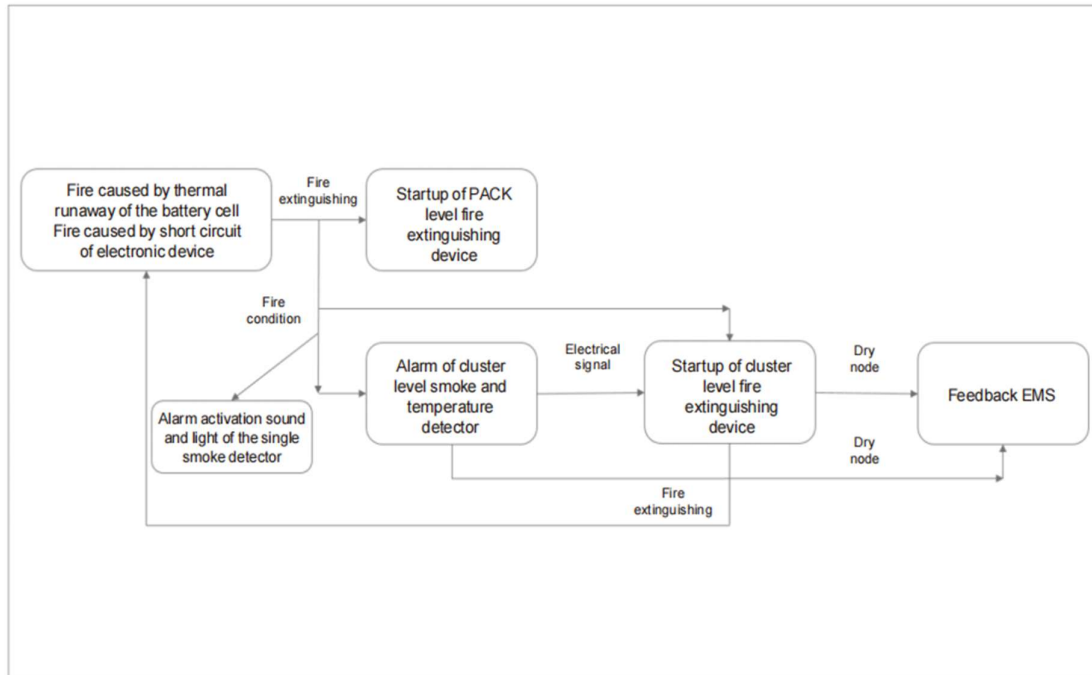 Fire caused by thermal
runaway of the battery cell
Fire caused by short circuit
of electronic device
Fire
extinguishing
Startup of PACK
level fire
extinguishing
device
Fire
condition
Alarm activation sound
and light of the single
smoke detector
Alarm of cluster
level smoke and
temperature
detector
Electrical
signal
Startup of cluster
level fire
extinguishing
device
Dry
node
Feedback EMS
Dry
node
Fire
extinguishing